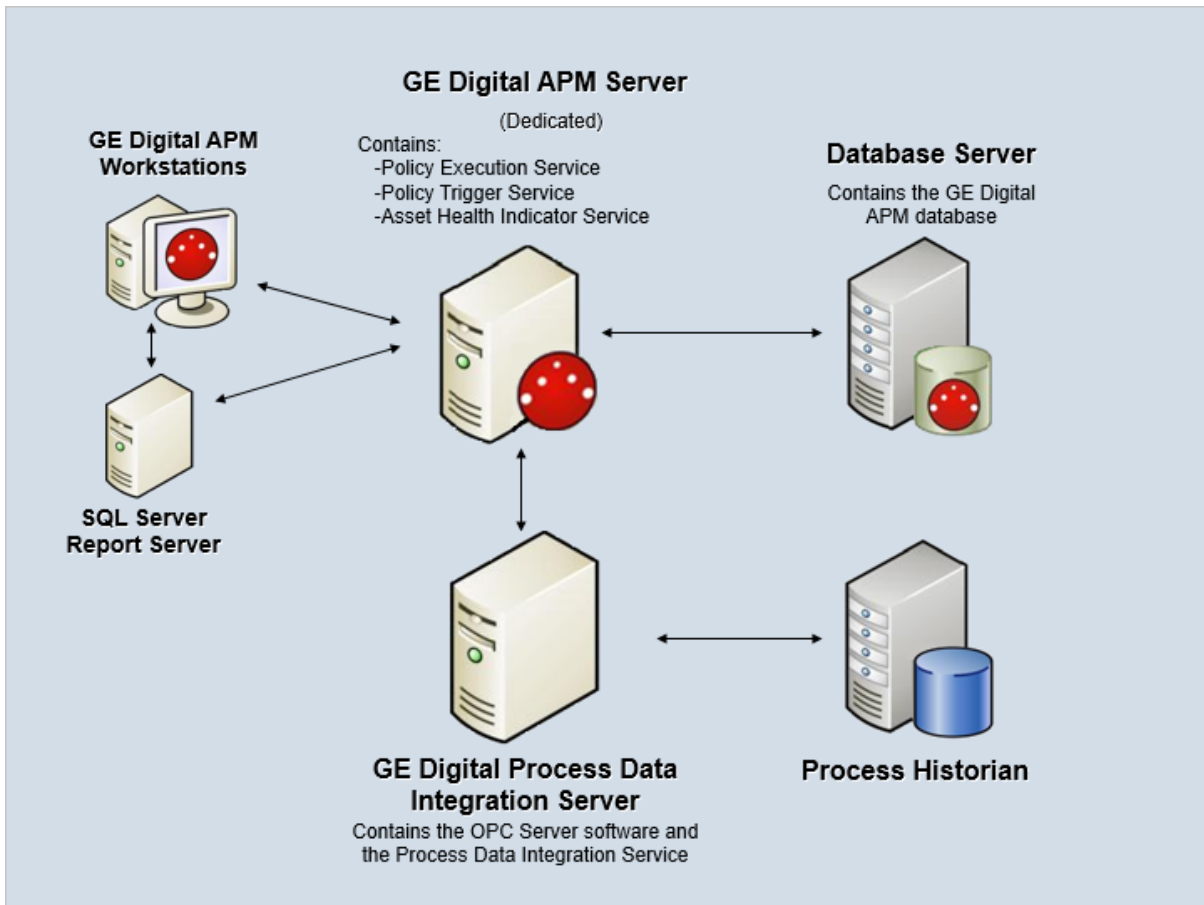 GE Digital APM Server
(Dedicated)
Contains:
-Policy Execution Service
-Policy Trigger Service
-Asset Health Indicator Service
GE Digital APM
Workstations
Database Server
Contains the GE Digital
APM database
SQL Server
Report Server
GE Digital Process Data
Integration Server
Contains the OPC Server software and
the Process Data Integration Service
Process Historian